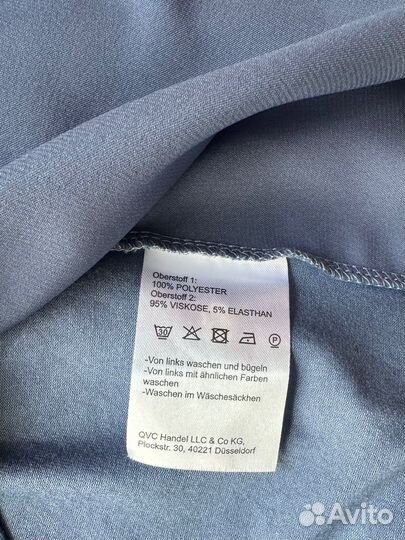 Oberstoff 1:
100% POLYESTER
Oberstoff 2:
95% VISKOSE, 5% ELASTHAN
30 P
-Von links waschen und bügeln
-Von links mit ähnlichen Farben
waschen
-Waschen im Wäschesäckhen
QVC Handel LLC & Co KG,
Plockstr. 30, 40221 Düsseldorf
Avito